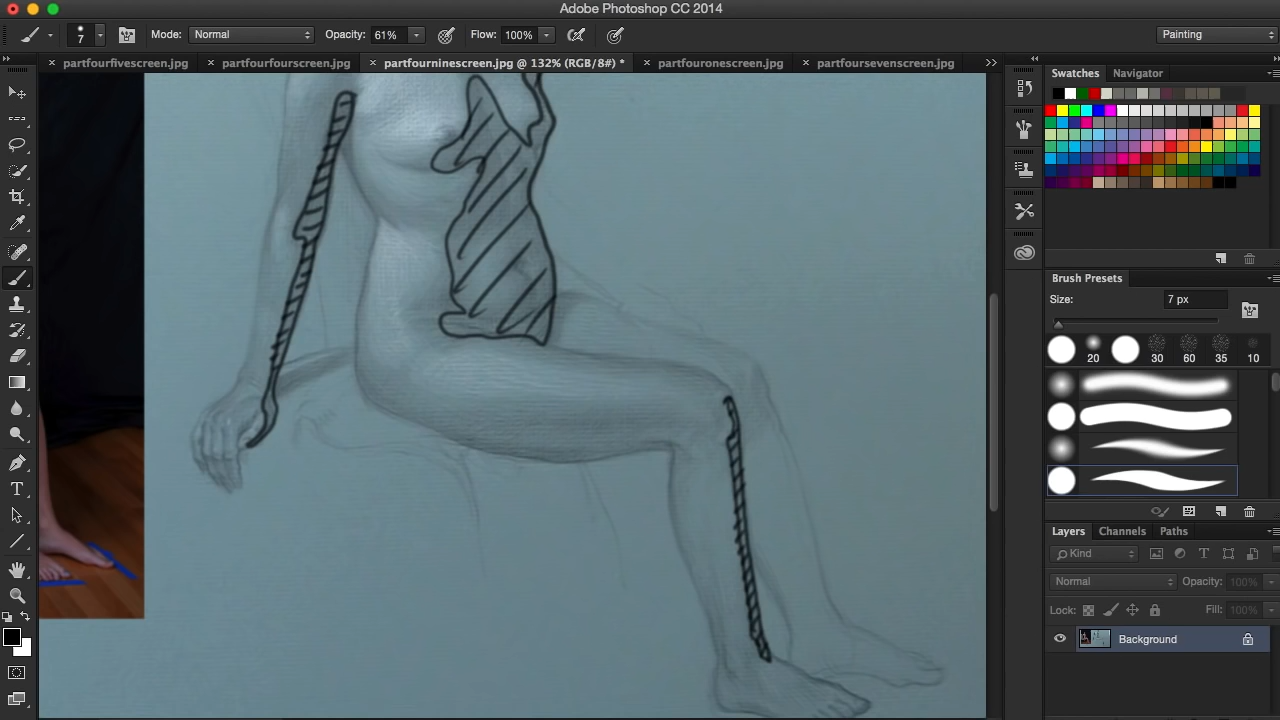 Adobe Photoshop CC 2014
7
Mode: Normal
Opacity: 61%
Flow: 100%
Painting
partfourfivescreen.jpg
partfourfourscreen.jpg
partfourninescreen.jpg @ 132% (RGB/8#) *
partfouronescreen.jpg
partfoursevenscreen.jpg
Swatches
Navigator
Brush Presets
Size: 7 px
20 30 60 35 10
Layers
Channels
Paths
Kind
Normal
Opacity: 100%
Lock:
Fill: 100%
Background